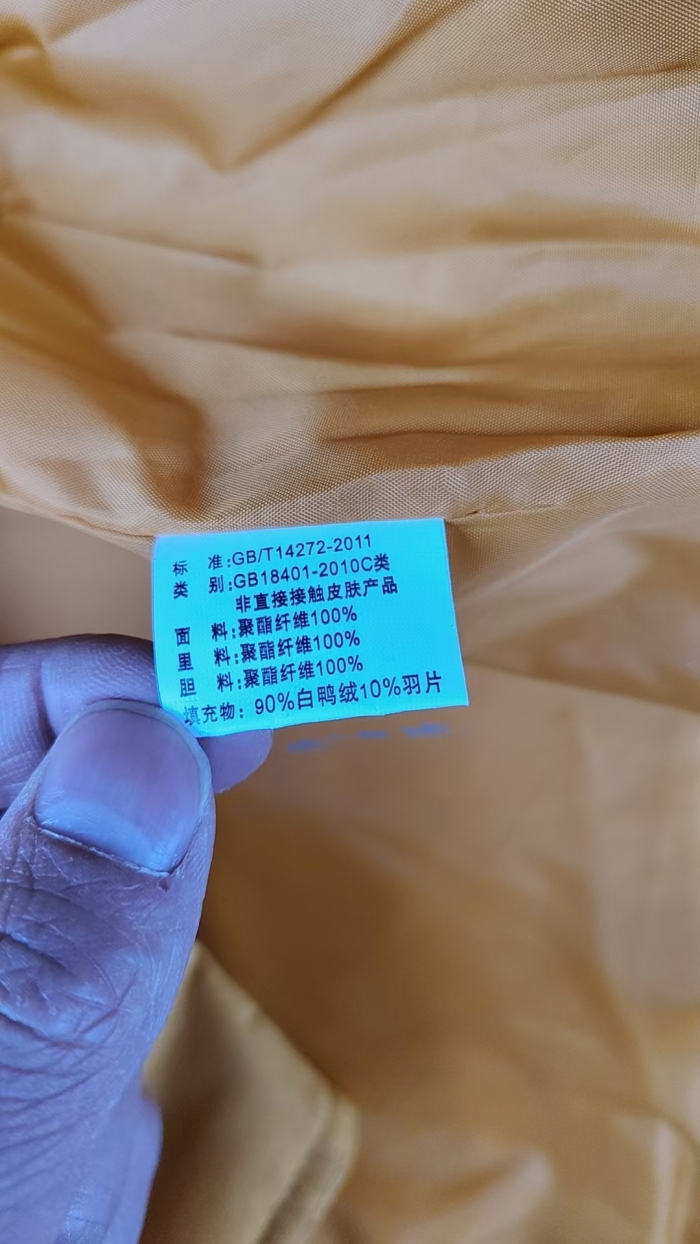 标 准:GB/T14272-2011
类 别:GB18401-2010C类
非直接接触皮肤产品
面 料:聚酯纤维100%
里 料:聚酯纤维100%
胆 料:聚酯纤维100%
填充物: 90%白鸭绒10%羽片